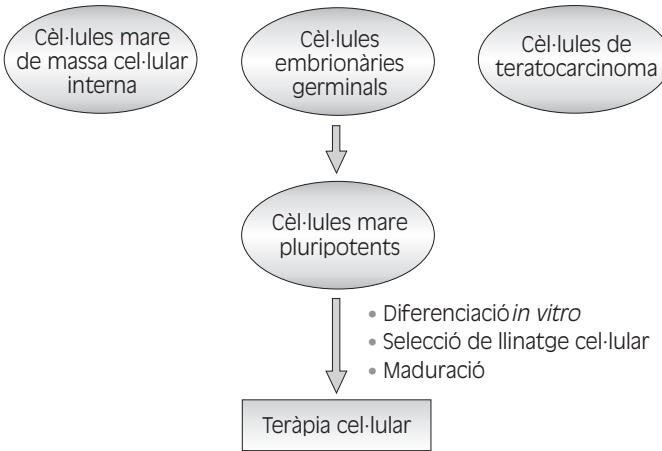 Cèl·lules mare
de massa cel·lular
interna
Cèl·lules
embrionàries
germinals
Cèl·lules de
teratocarcinoma
Cèl·lules mare
pluripotents
• Diferenciació in vitro
• Selecció de llinatge cel·lular
• Maduració
Teràpia cel·lular